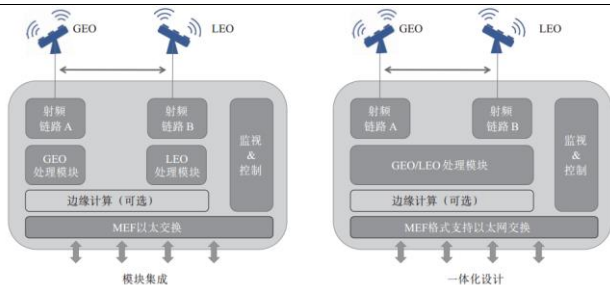 GEO
LEO
射频
链路 A
射频
链路 B
监视
&
控制
GEO
处理模块
LEO
处理模块
边缘计算（可选）
MEF以太交换
模块集成
GEO
LEO
射频
链路 A
射频
链路 B
监视
&
控制
GEO/LEO 处理模块
边缘计算（可选）
MEF格式支持以太网交换
一体化设计